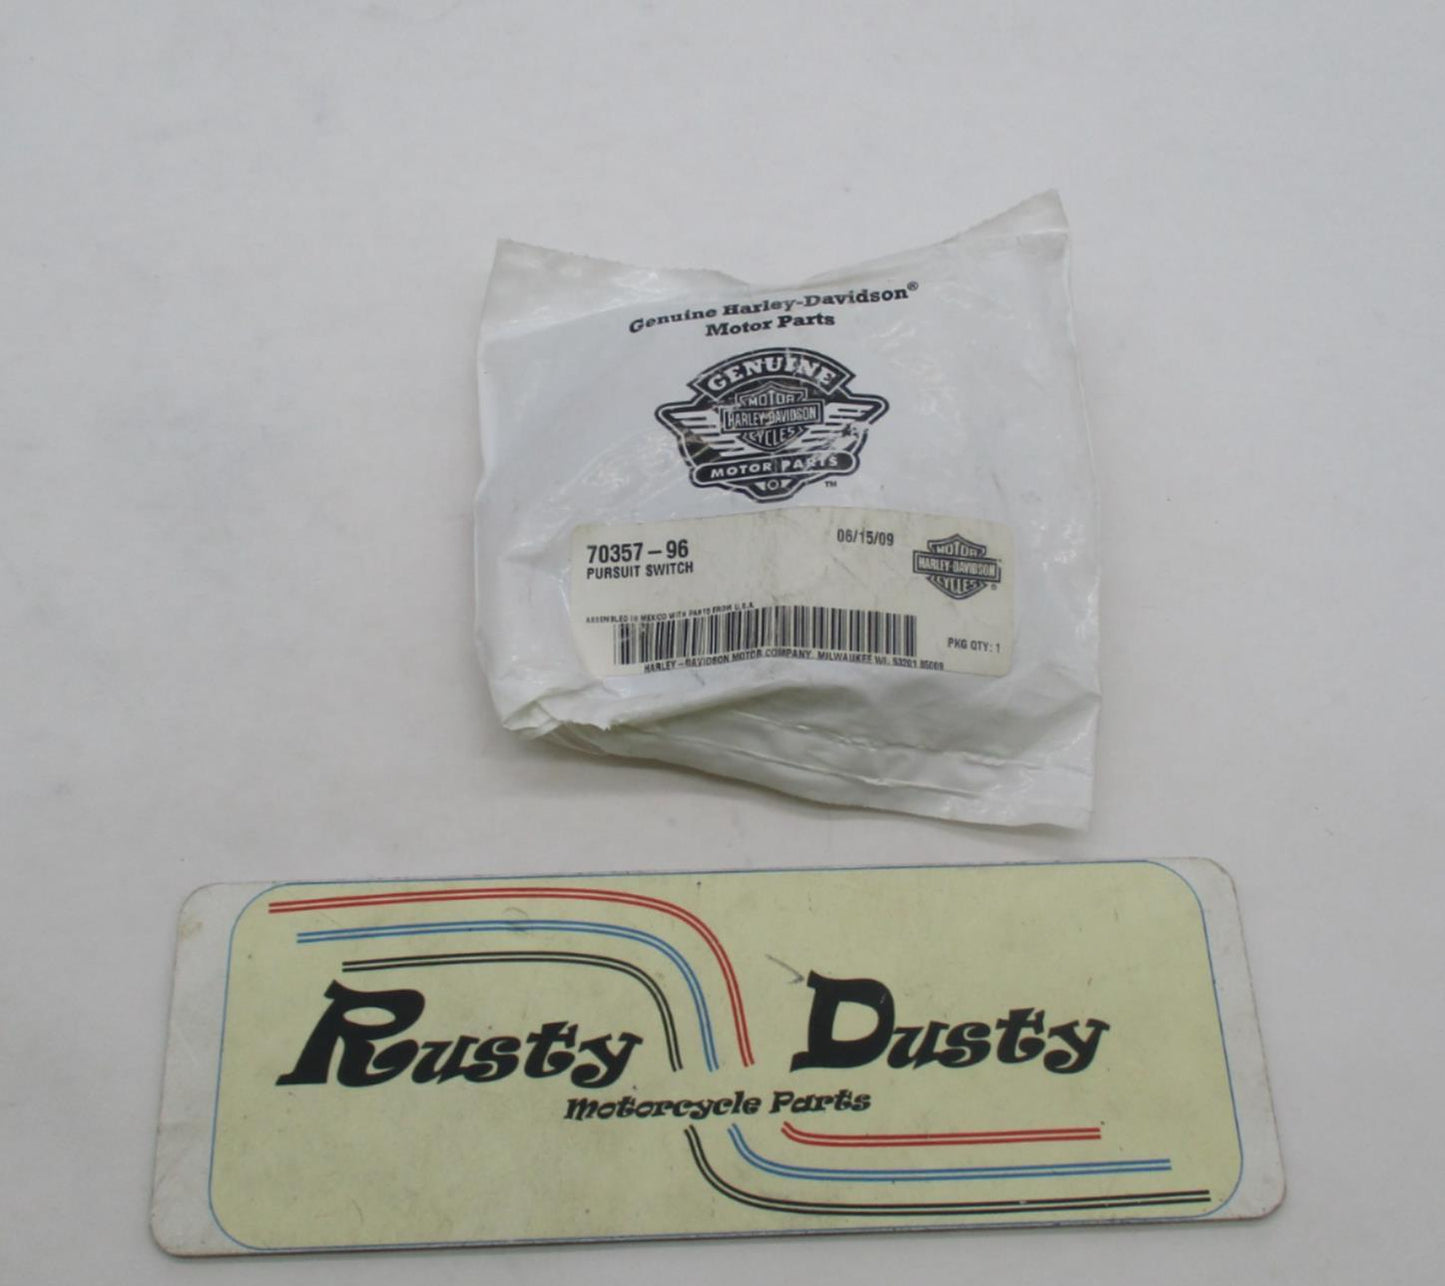 Genuine Harley-Davidson®
Motor Parts
GENUINE
MOTOR
HARLEY-DAVIDSON
CYCLES
MOTOR PARTS
TM
70357-96
PURSUIT SWITCH
06/15/09
MOTOR
HARLEY-DAVIDSON
CYCLES
®
ASSEMBLED IN MEXICO WITH PARTS FROM U.S.A.
PKG QTY: 1
HARLEY-DAVIDSON MOTOR COMPANY, MILWAUKEE WI. 53201
Rusty Dusty
Motorcycle Parts